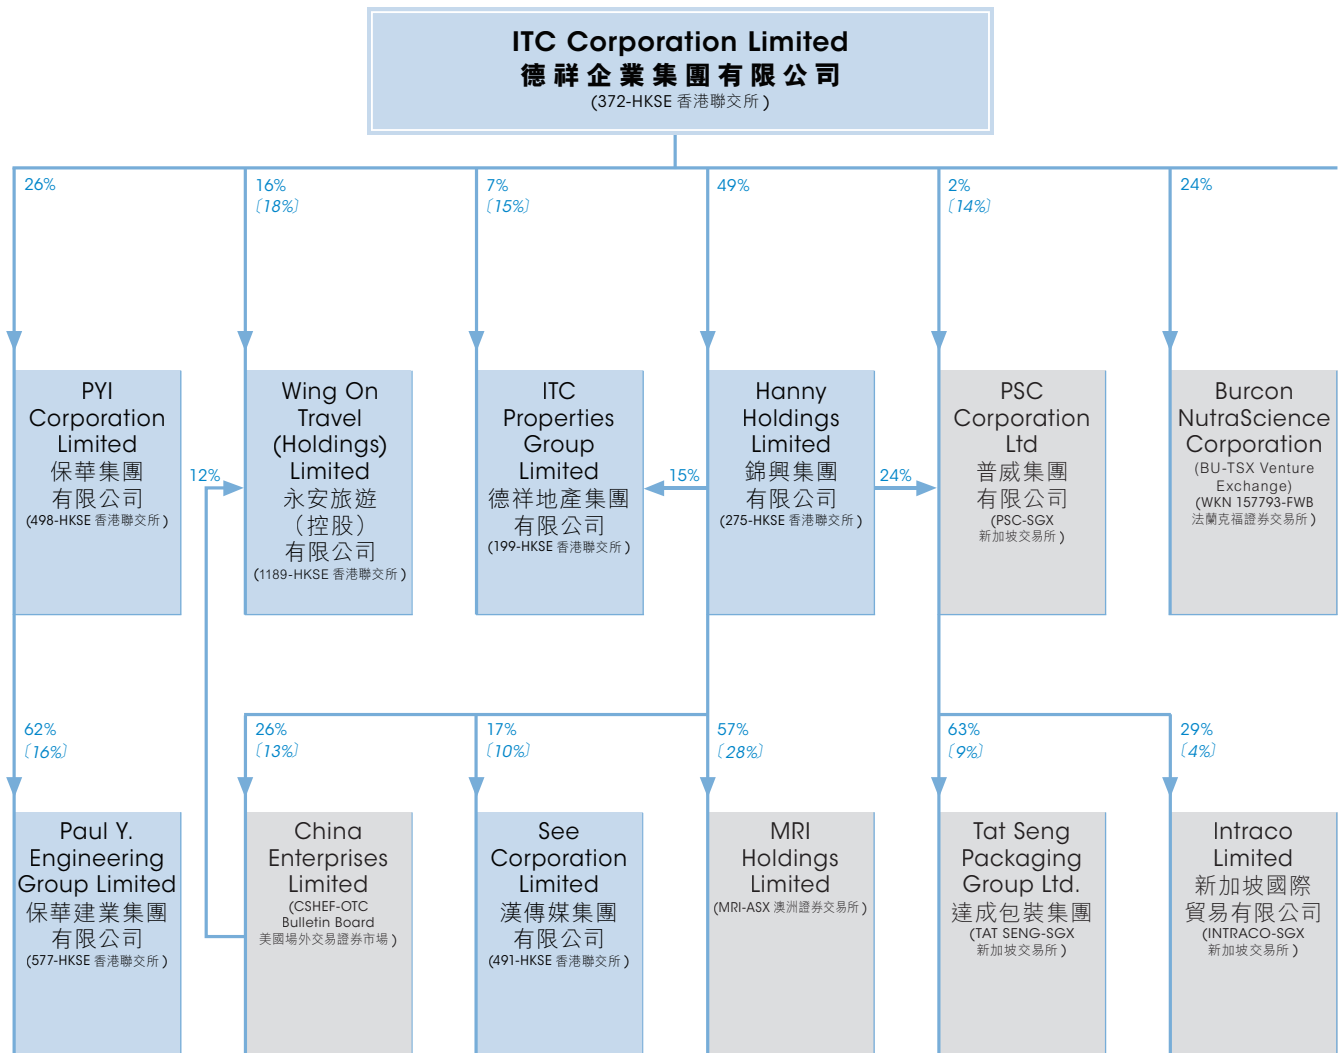 ITC Corporation Limited
德祥企業集團有限公司
(372-HKSE 香港聯交所)
26%
16%
〔18%〕
7%
〔15%〕
49%
2%
〔14%〕
24%
PYI
Corporation
Limited
保華集團
有限公司
(498-HKSE 香港聯交所)
12%
Wing On
Travel
(Holdings)
Limited
永安旅遊
（控股）
有限公司
(1189-HKSE 香港聯交所)
ITC
Properties
Group
Limited
德祥地產集團
有限公司
(199-HKSE 香港聯交所)
15%
Hanny
Holdings
Limited
錦興集團
有限公司
(275-HKSE 香港聯交所)
24%
PSC
Corporation
Ltd
普威集團
有限公司
(PSC-SGX
新加坡交易所)
Burcon
NutraScience
Corporation
(BU-TSX Venture
Exchange)
(WKN 157793-FWB
法蘭克福證券交易所)
62%
〔16%〕
26%
〔13%〕
17%
〔10%〕
57%
〔28%〕
63%
〔9%〕
29%
〔4%〕
Paul Y.
Engineering
Group Limited
保華建業集團
有限公司
(577-HKSE 香港聯交所)
China
Enterprises
Limited
(CSHEF-OTC
Bulletin Board
美國場外交易證券市場)
See
Corporation
Limited
漢傳媒集團
有限公司
(491-HKSE 香港聯交所)
MRI
Holdings
Limited
(MRI-ASX 澳洲證券交易所)
Tat Seng
Packaging
Group Ltd.
達成包裝集團
(TAT SENG-SGX
新加坡交易所)
Intraco
Limited
新加坡國際
貿易有限公司
(INTRACO-SGX
新加坡交易所)